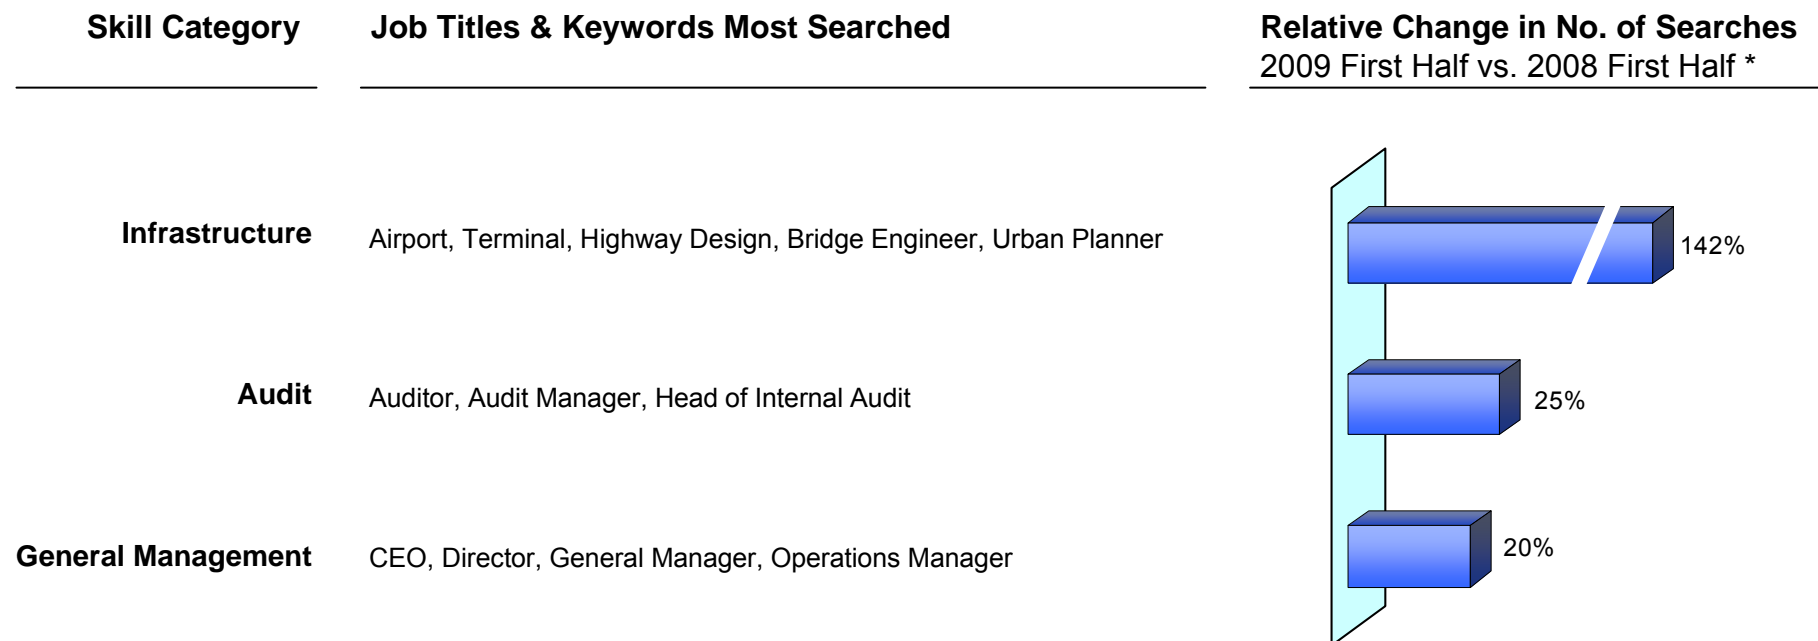 Skill Category
Job Titles & Keywords Most Searched
Relative Change in No. of Searches
2009 First Half vs. 2008 First Half *
Infrastructure
Airport, Terminal, Highway Design, Bridge Engineer, Urban Planner
142%
Audit
Auditor, Audit Manager, Head of Internal Audit
25%
General Management
CEO, Director, General Manager, Operations Manager
20%